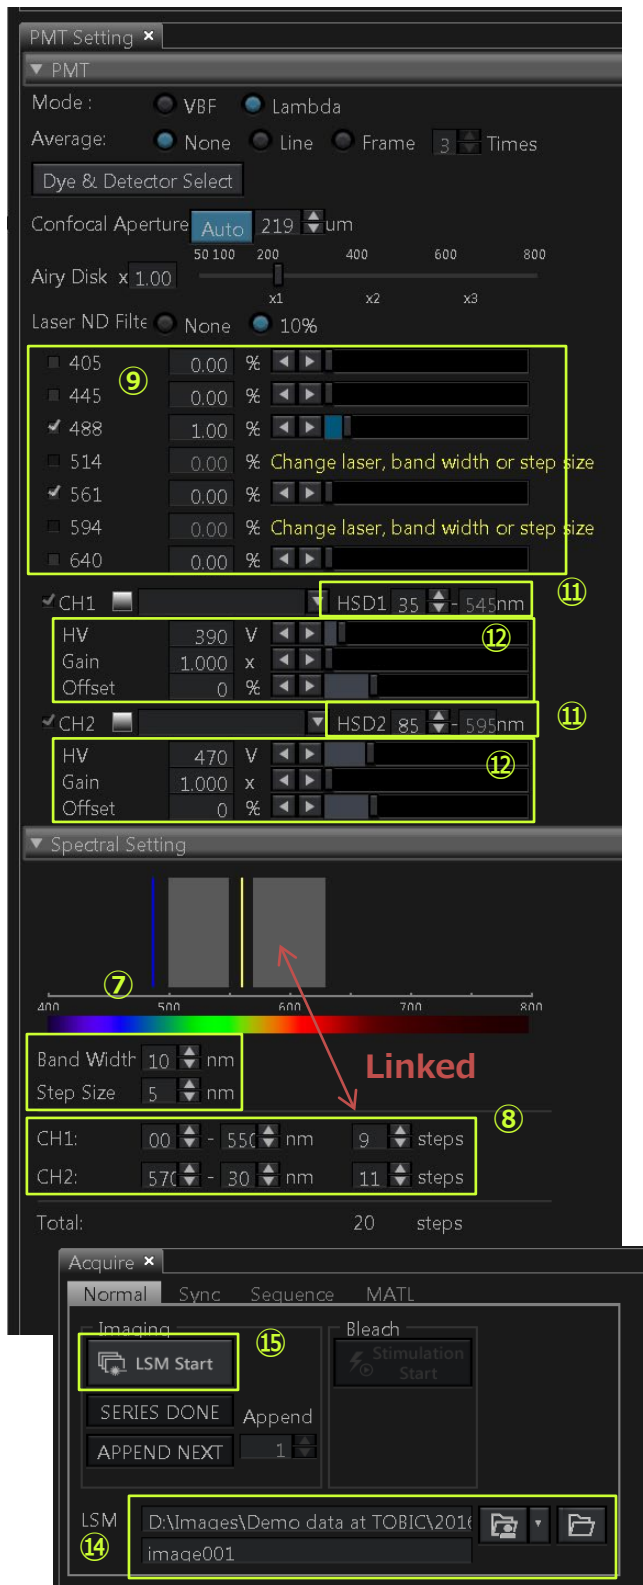 PMT Setting ×
▼ PMT
Mode : VBF Lambda
Average: None Line Frame 3 Times
Dye & Detector Select
Confocal Aperture Auto 219 um
50 100 200 400 600 800
Airy Disk x 1.00
x1 x2 x3
Laser ND Filte None 10%
405 0.00 %
⑨
445 0.00 %
488 1.00 %
514 0.00 % Change laser, band width or step size
561 0.00 %
594 0.00 % Change laser, band width or step size
640 0.00 %
CH1 HSD1 35 - 545nm ⑪
HV 390 V ⑫
Gain 1.000 x
Offset 0 %
CH2 HSD2 85 - 595nm ⑪
HV 470 V ⑫
Gain 1.000 x
Offset 0 %
▼ Spectral Setting
⑦
400 500 600 700 800
Band Width 10 nm
Linked
Step Size 5 nm
⑧
CH1: 00 - 550 nm 9 steps
CH2: 570 - 30 nm 11 steps
Total: 20 steps
Acquire ×
Normal Sync Sequence MATL
Imaging Bleach
⑮
LSM Start Stimulation Start
SERIES DONE Append
APPEND NEXT 1
LSM D:\Images\Demo data at TOBIC\2016
⑭
image001